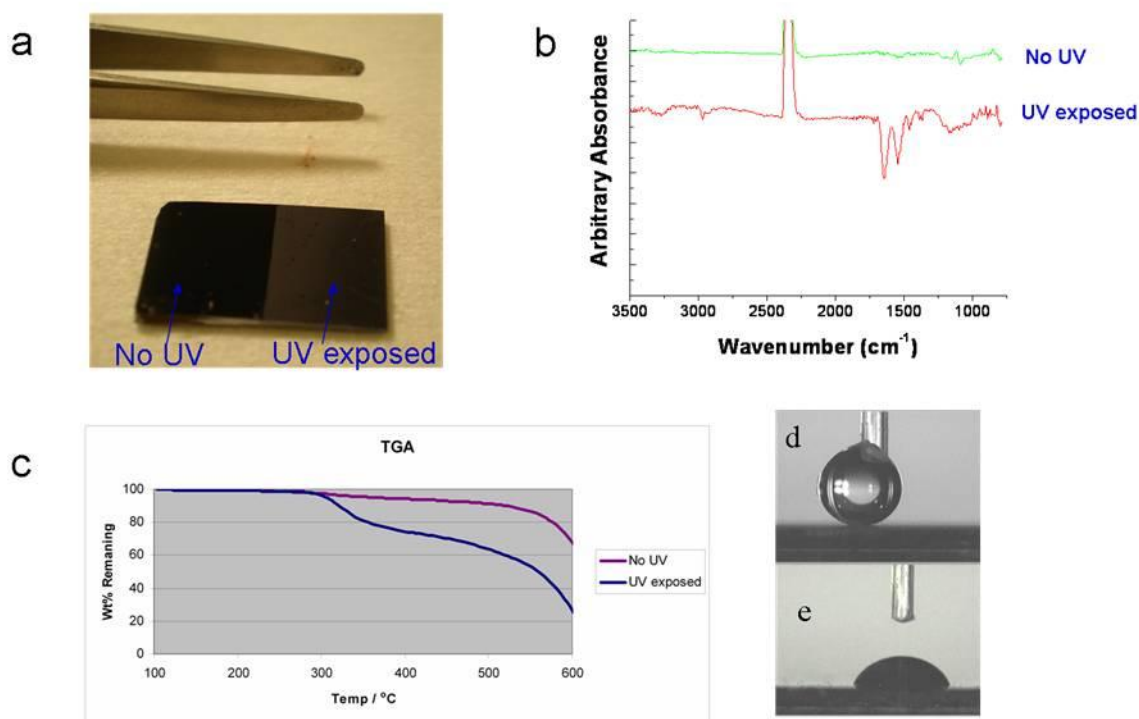 a
No UV
UV exposed
b
Arbitrary Absorbance
No UV
UV exposed
3500 3000 2500 2000 1500 1000
Wavenumber (cm⁻¹)
c
TGA
Wt% Remaning
100
80
60
40
20
0
100 200 300 400 500 600
Temp / °C
No UV
UV exposed
d
e